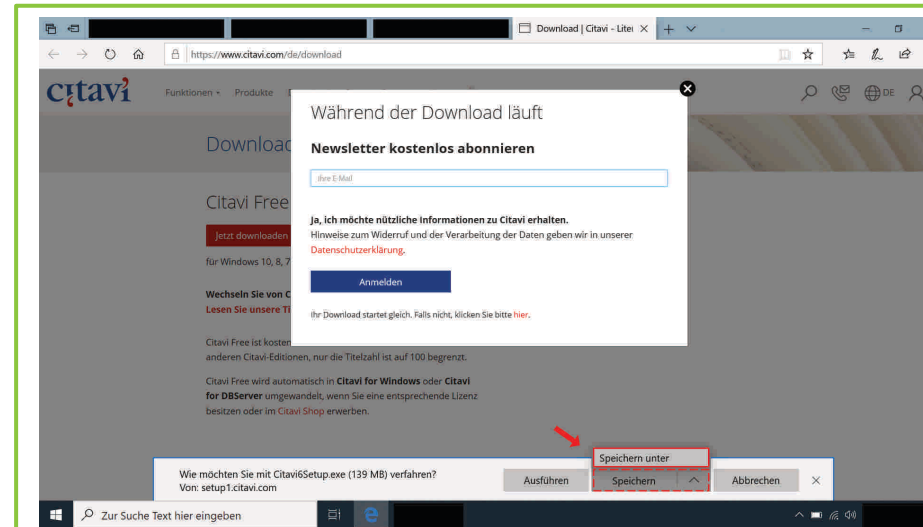 Download | Citavi - Liter
https://www.citavi.com/de/download
citavi
Funktionen
Produkte
DE
Download
Während der Download läuft
Newsletter kostenlos abonnieren
Ihre E-Mail
Ja, ich möchte nützliche Informationen zu Citavi erhalten.
Hinweise zum Widerruf und der Verarbeitung der Daten geben wir in unserer
Datenschutzerklärung.
Anmelden
Ihr Download startet gleich. Falls nicht, klicken Sie bitte hier.
Citavi Free
Jetzt downloaden
für Windows 10, 8, 7
Wechseln Sie von C
Lesen Sie unsere Ti
Citavi Free ist kosten
anderen Citavi-Editionen, nur die Titelzahl ist auf 100 begrenzt.
Citavi Free wird automatisch in Citavi for Windows oder Citavi
for DBServer umgewandelt, wenn Sie eine entsprechende Lizenz
besitzen oder im Citavi Shop erwerben.
Speichern unter
Wie möchten Sie mit Citavi6Setup.exe (139 MB) verfahren?
Von: setup1.citavi.com
Ausführen
Speichern
Abbrechen
Zur Suche Text hier eingeben